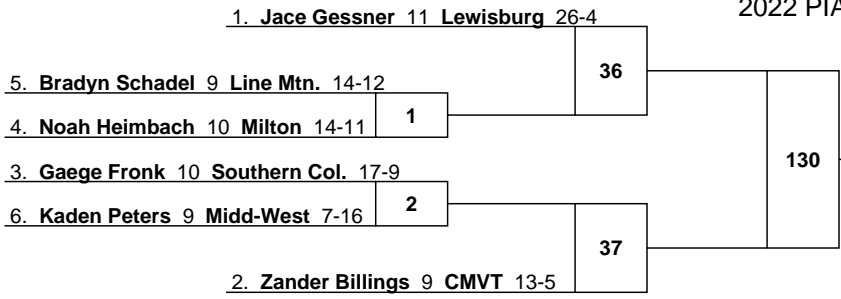 2022 PIA
1. Jace Gessner 11 Lewisburg 26-4
36
5. Bradyn Schadel 9 Line Mtn. 14-12
1
4. Noah Heimbach 10 Milton 14-11
130
3. Gaege Fronk 10 Southern Col. 17-9
2
6. Kaden Peters 9 Midd-West 7-16
37
2. Zander Billings 9 CMVT 13-5